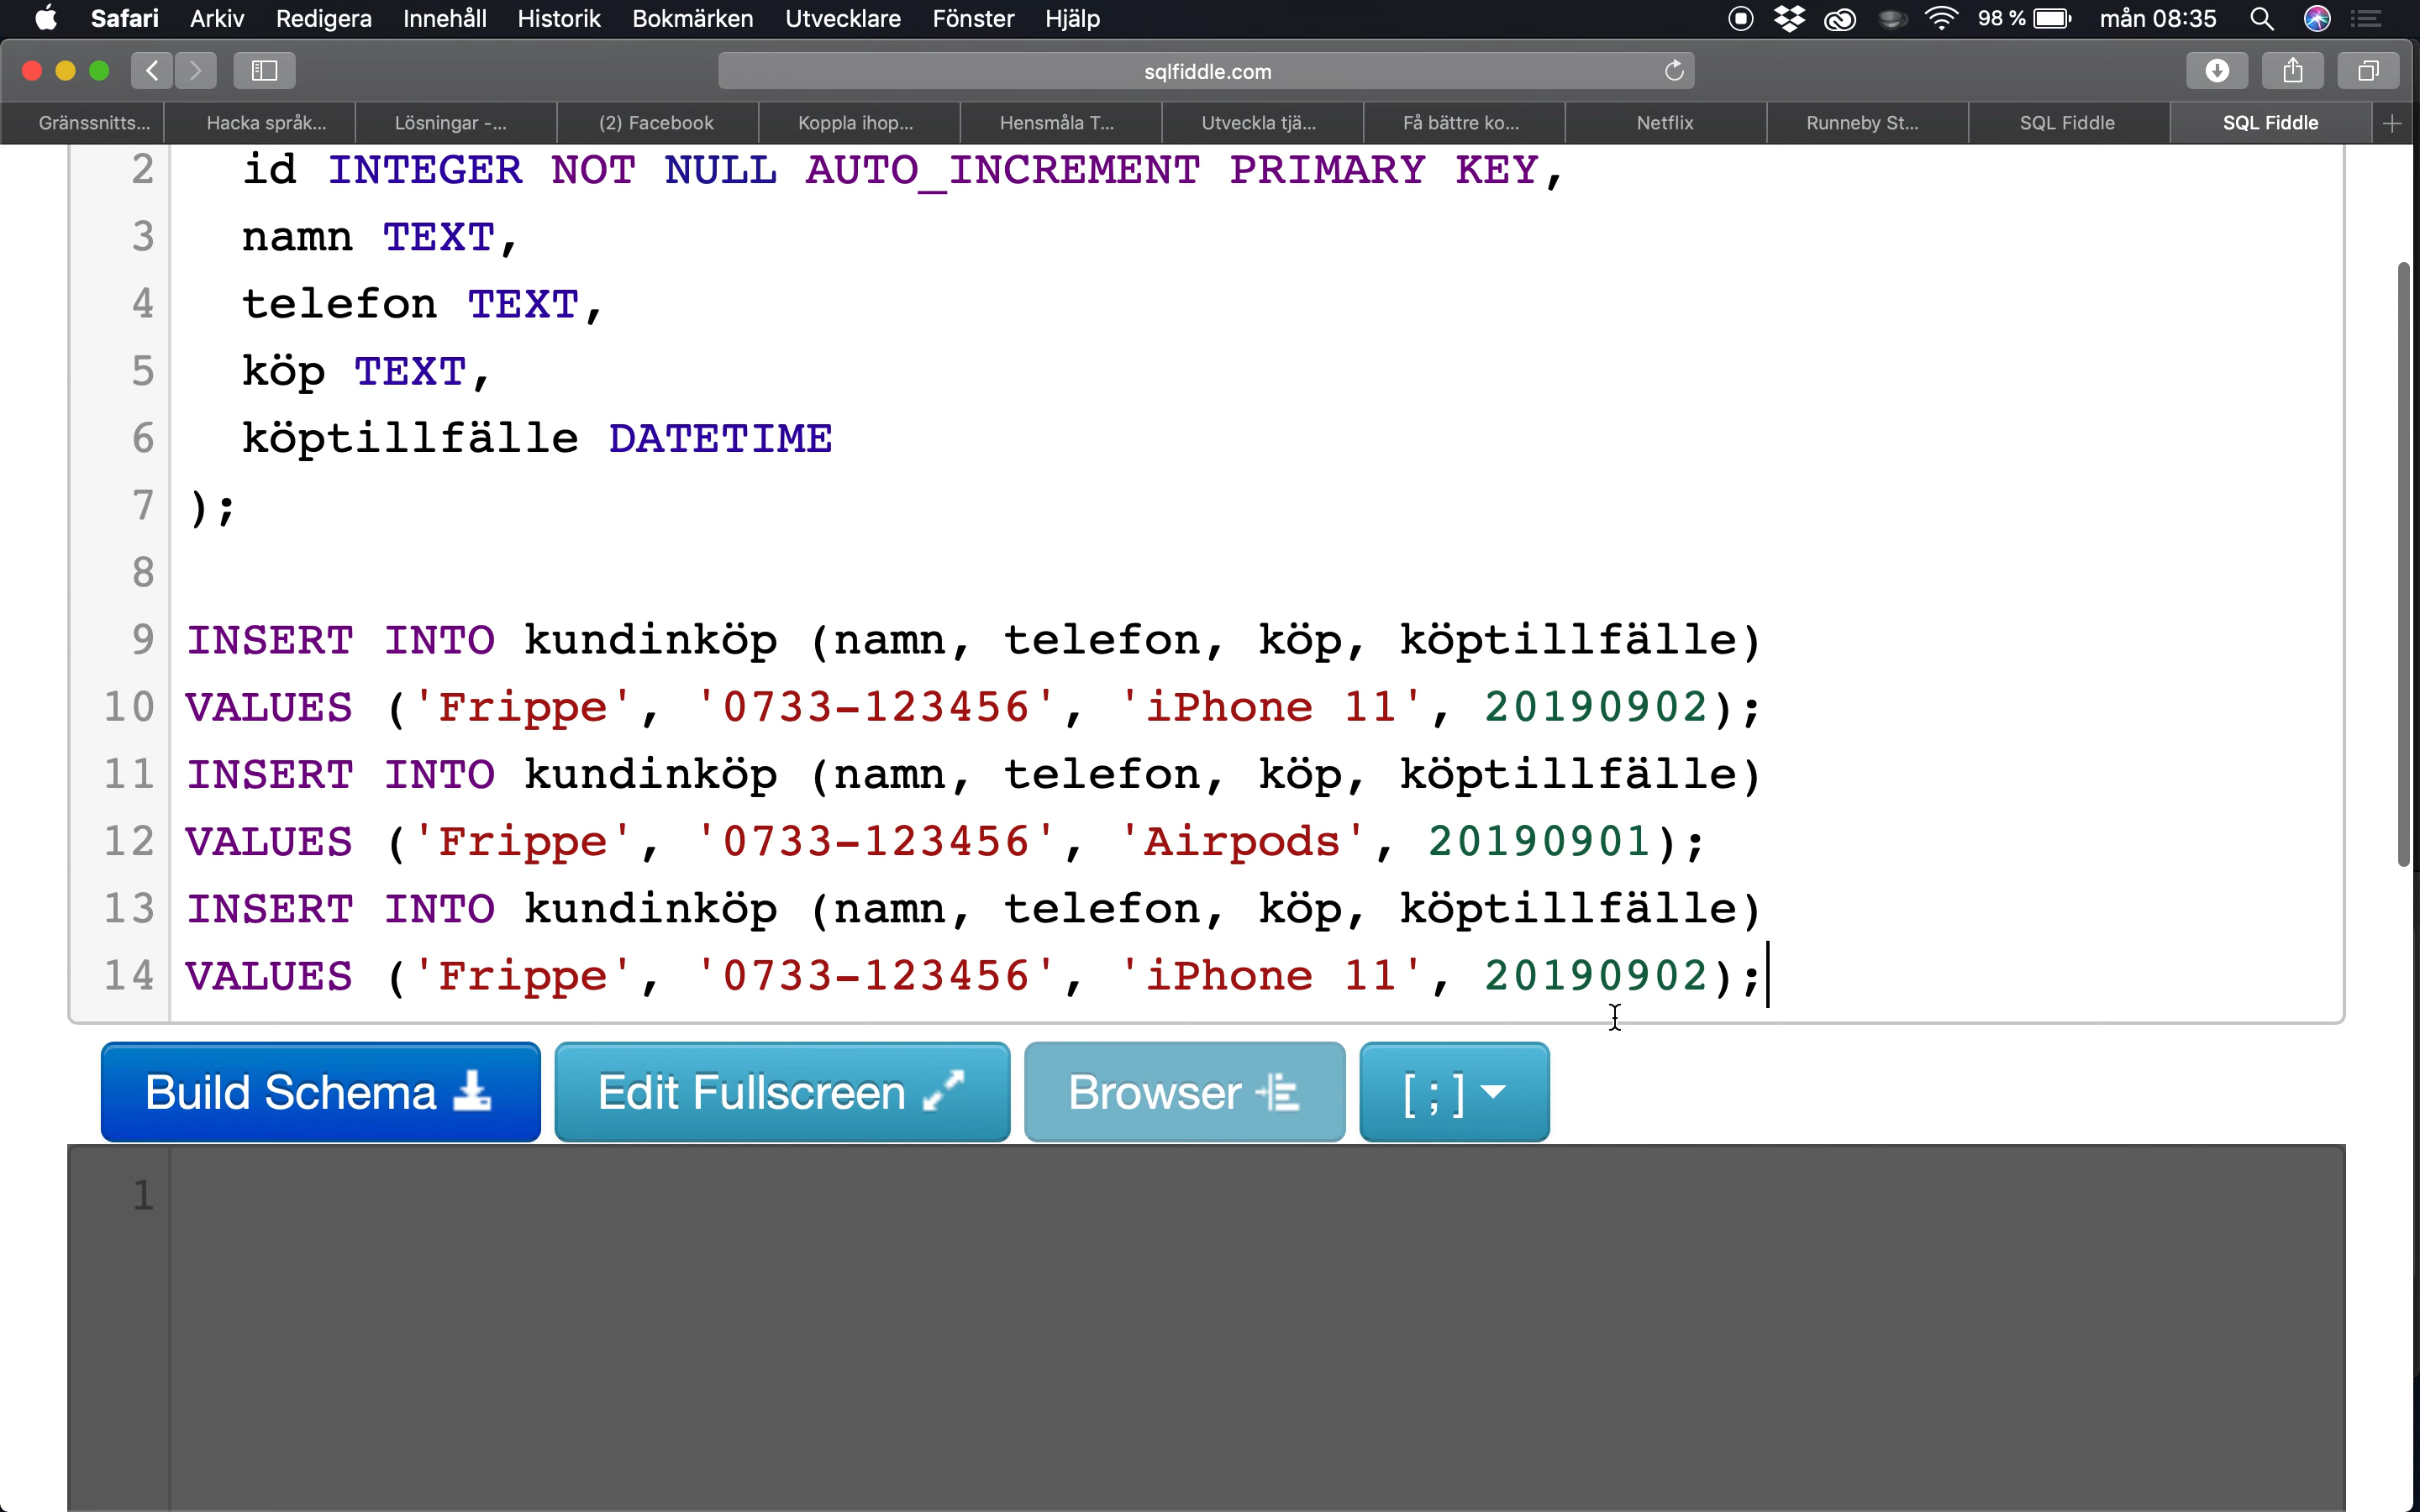 Safari Arkiv Redigera Innehåll Historik Bokmärken Utvecklare Fönster Hjälp 98 % mån 08:35
sqlfiddle.com
Gränssnitts... Hacka språk... Lösningar -... (2) Facebook Koppla ihop... Hensmåla T... Utveckla tjä... Få bättre ko... Netflix Runneby St... SQL Fiddle SQL Fiddle
2 id INTEGER NOT NULL AUTO_INCREMENT PRIMARY KEY,
3 namn TEXT,
4 telefon TEXT,
5 köp TEXT,
6 köptillfälle DATETIME
7 );
8
9 INSERT INTO kundinköp (namn, telefon, köp, köptillfälle)
10 VALUES ('Frippe', '0733-123456', 'iPhone 11', 20190902);
11 INSERT INTO kundinköp (namn, telefon, köp, köptillfälle)
12 VALUES ('Frippe', '0733-123456', 'Airpods', 20190901);
13 INSERT INTO kundinköp (namn, telefon, köp, köptillfälle)
14 VALUES ('Frippe', '0733-123456', 'iPhone 11', 20190902);
Build Schema Edit Fullscreen Browser [ ; ]
1